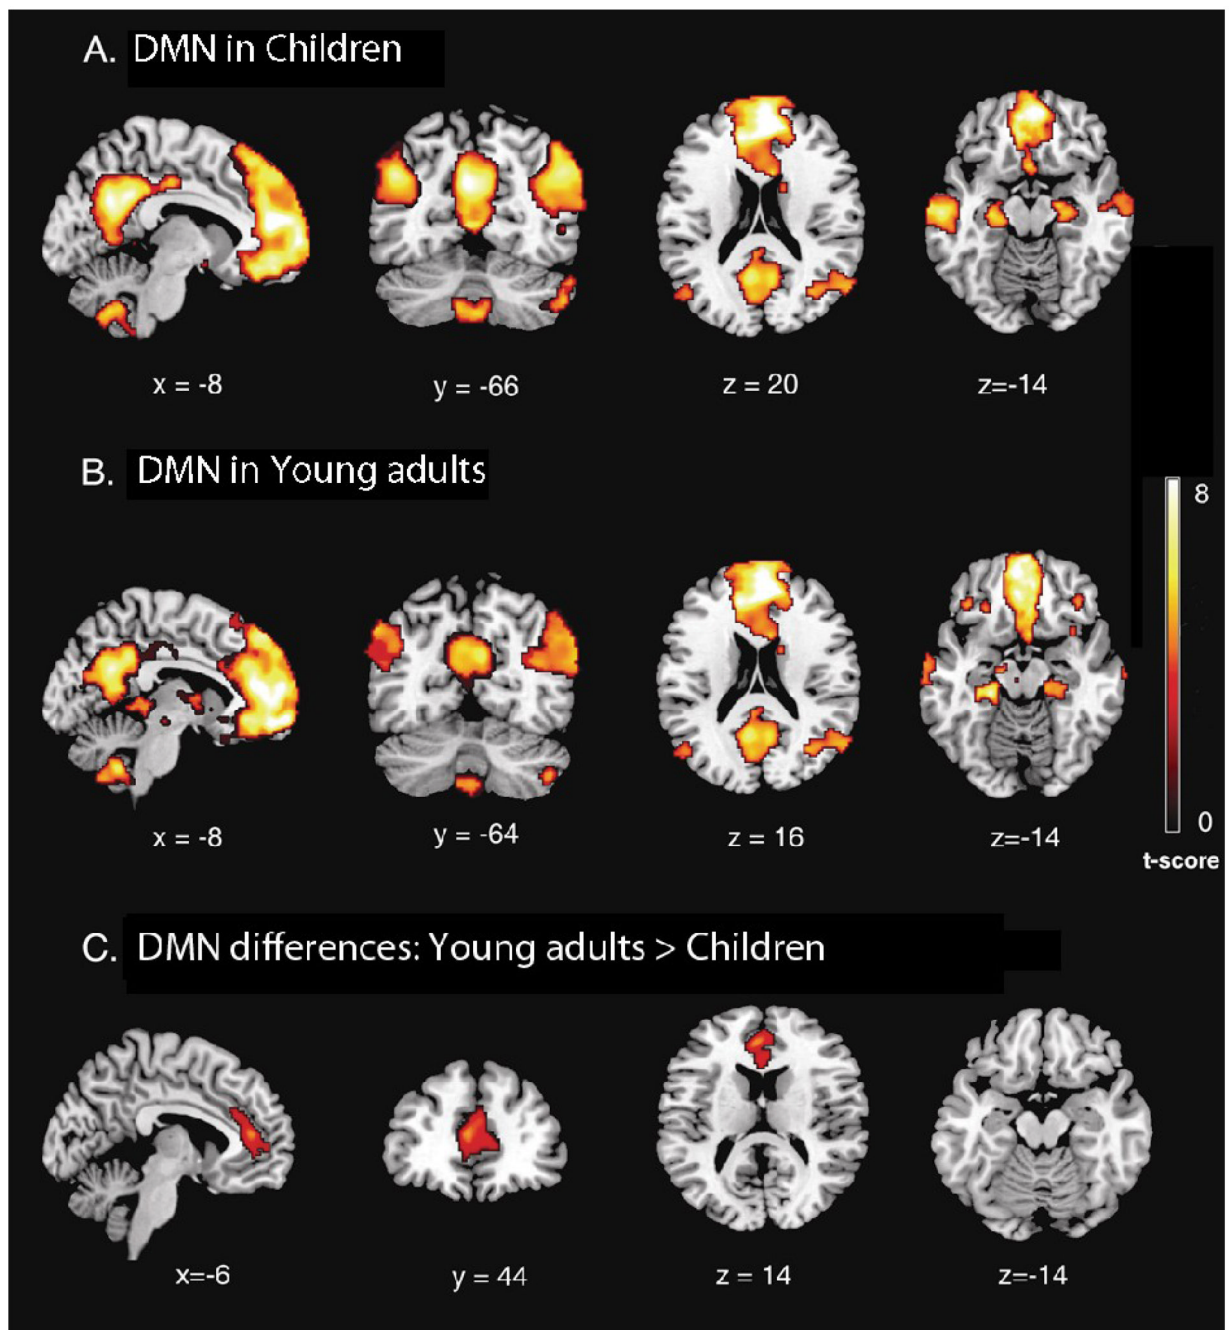 A. DMN in Children
x = -8 y = -66 z = 20 z=-14
B. DMN in Young adults
8
0
x = -8 y = -64 z = 16 z=-14
t-score
C. DMN differences: Young adults > Children
x=-6 y = 44 z = 14 z=-14